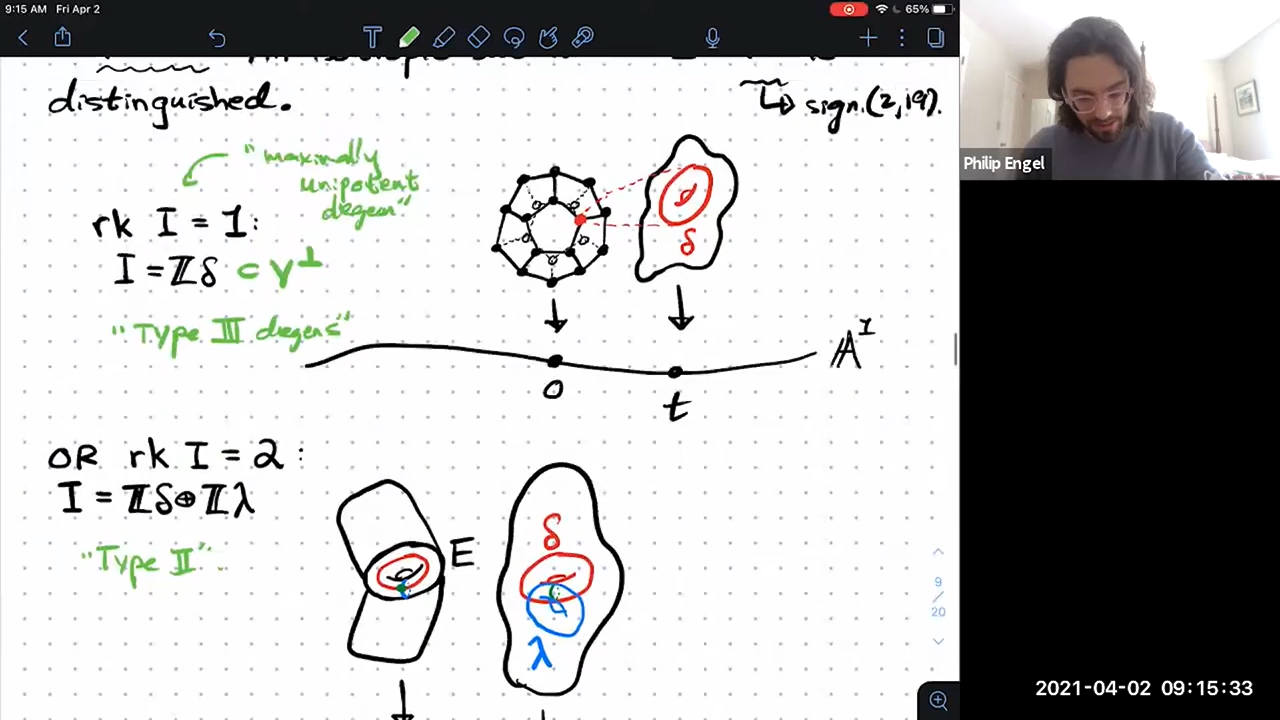 9:15 AM Fri Apr 2
65%
distinguished.
↳ sign.(2,19).
"maximally
unipotent
degen"
rk I = 1:
I = ℤδ ⊂ V⊥
"Type III degens"
δ
𝔸¹
0
t
OR rk I = 2:
I = ℤδ⊕ℤλ
"Type II"
E
δ
λ
9
/
20
Philip Engel
2021-04-02 09:15:33